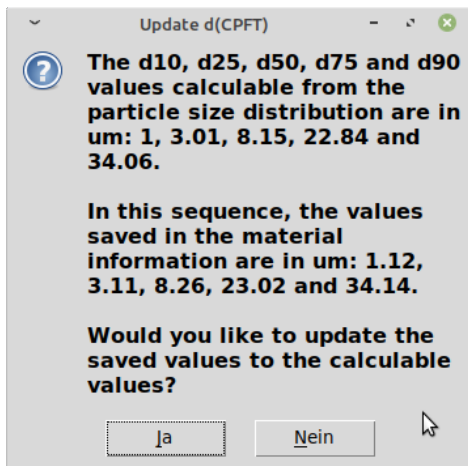 Update d(CPFT)
The d10, d25, d50, d75 and d90
values calculable from the
particle size distribution are in
um: 1, 3.01, 8.15, 22.84 and
34.06.
In this sequence, the values
saved in the material
information are in um: 1.12,
3.11, 8.26, 23.02 and 34.14.
Would you like to update the
saved values to the calculable
values?
Ja
Nein